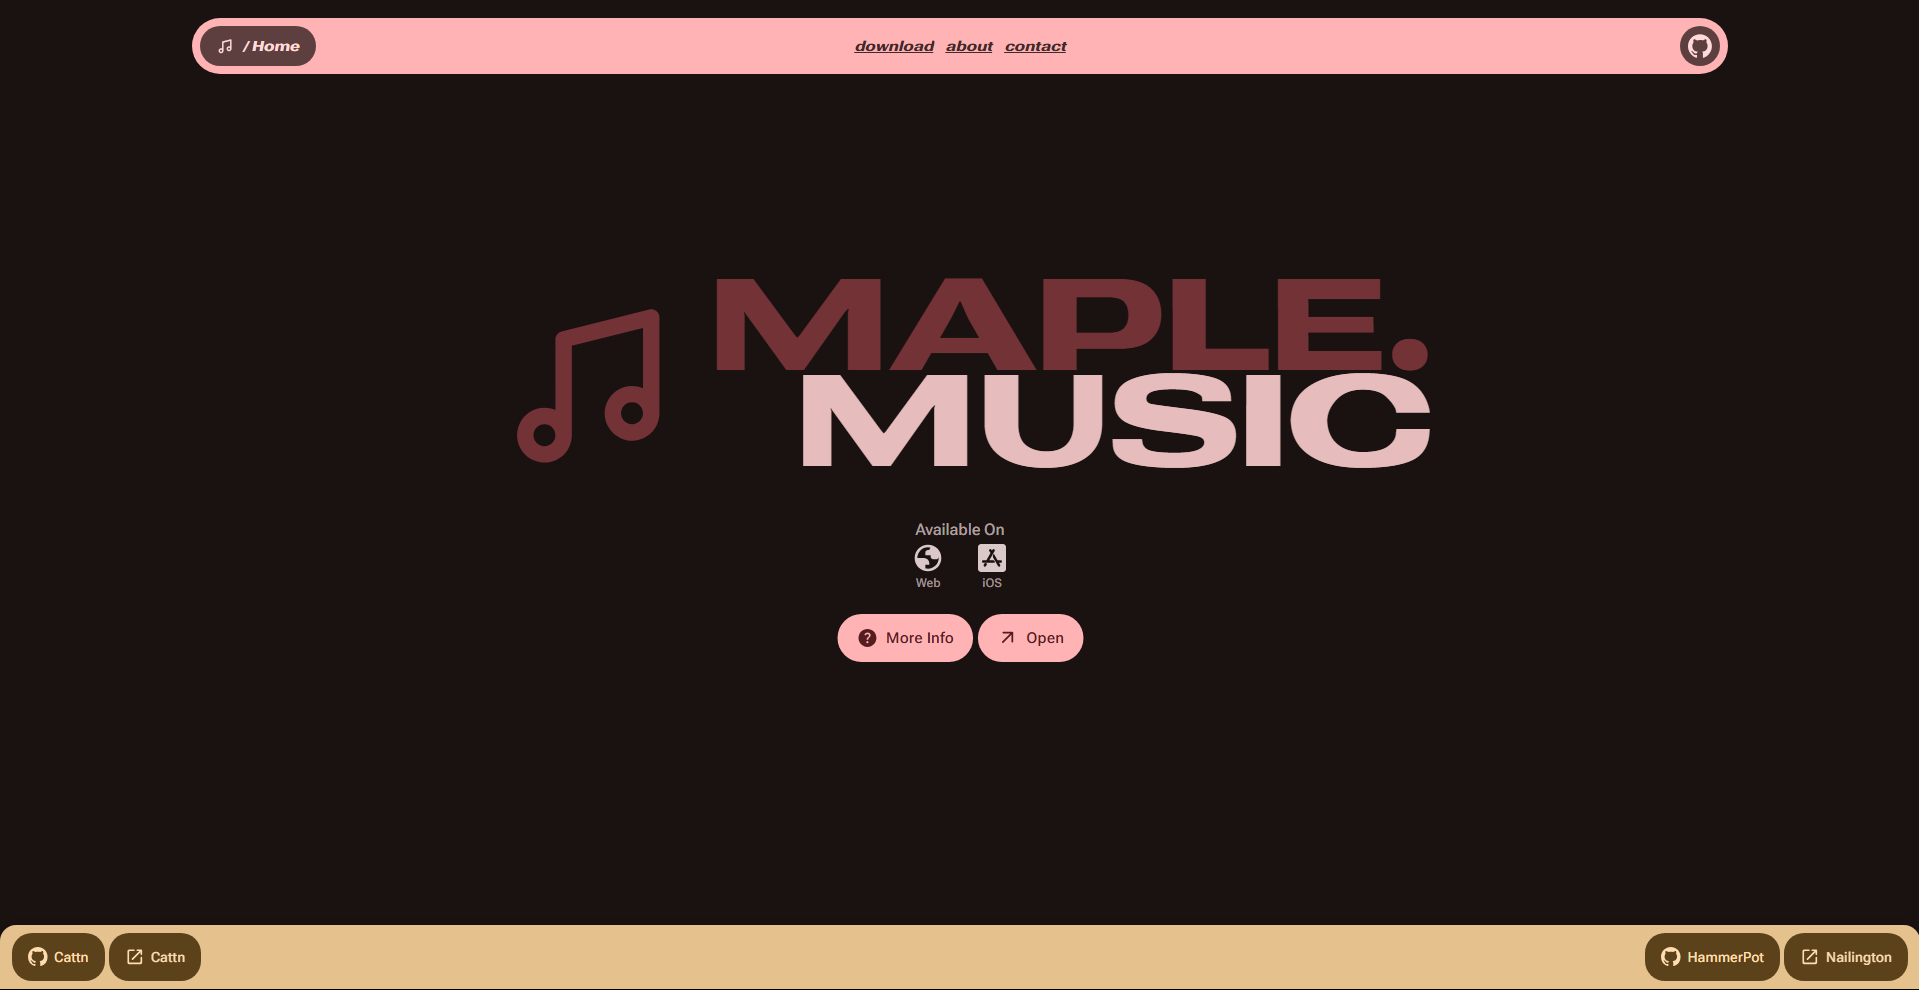 / Home
download about contact
MAPLE.
MUSIC
Available On
Web iOS
More Info Open
Cattn Cattn HammerPot Nailington